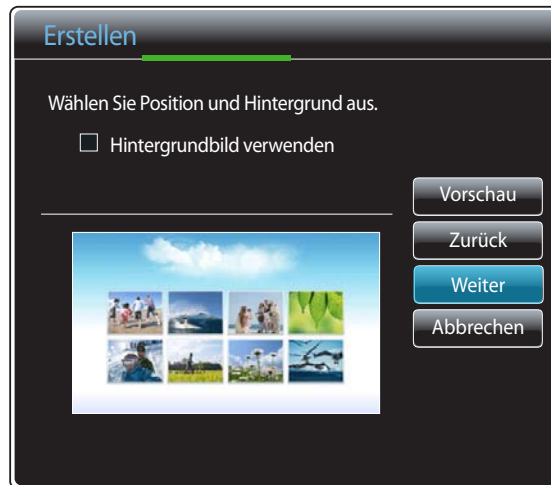 Erstellen
Wählen Sie Position und Hintergrund aus.
Hintergrundbild verwenden
Vorschau
Zurück
Weiter
Abbrechen